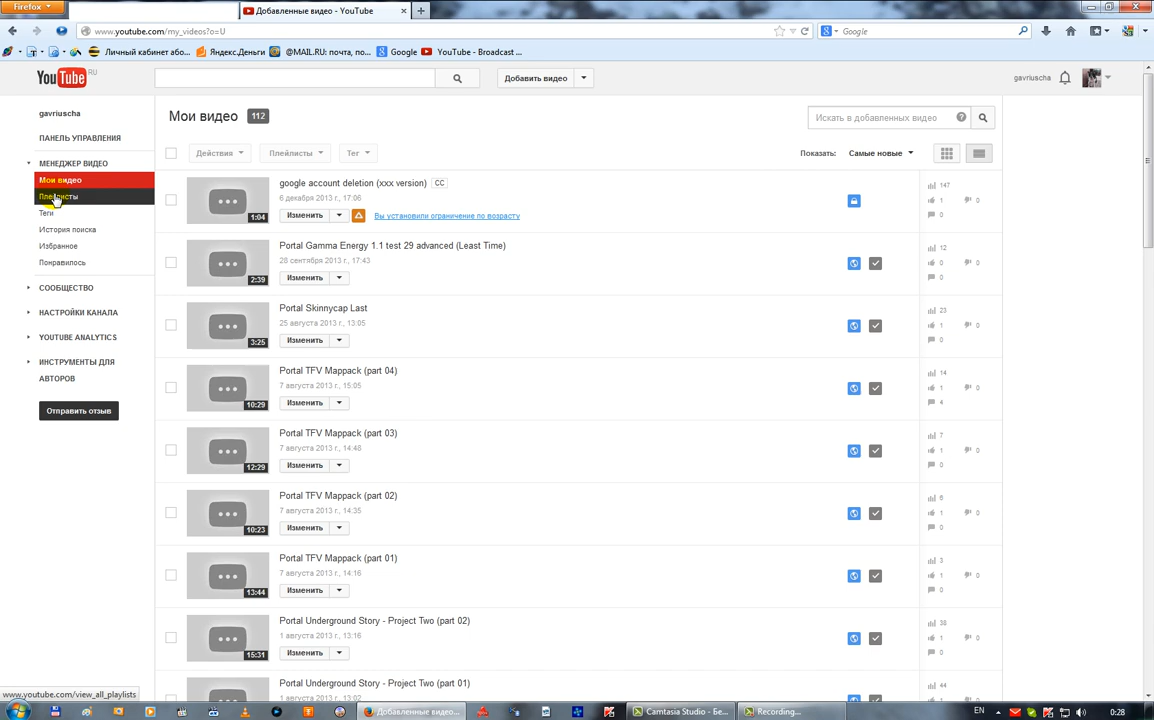 Firefox
Добавленные видео - YouTube
www.youtube.com/my_videos?o=U
Google
Личный кабинет або...
Яндекс.Деньги
@MAIL.RU: почта, по...
Google
YouTube - Broadcast ...
YouTube RU
Добавить видео
gavriuscha
gavriuscha
ПАНЕЛЬ УПРАВЛЕНИЯ
МЕНЕДЖЕР ВИДЕО
Мои видео
Плейлисты
Теги
История поиска
Избранное
Понравилось
СООБЩЕСТВО
НАСТРОЙКИ КАНАЛА
YOUTUBE ANALYTICS
ИНСТРУМЕНТЫ ДЛЯ
АВТОРОВ
Отправить отзыв
Мои видео 112
Искать в добавленных видео ?
Действия
Плейлисты
Тег
Показать:
Самые новые
google account deletion (xxx version) CC
6 декабря 2013 г., 17:06
1:04
Изменить
Вы установили ограничение по возрасту
147
1 0
0
Portal Gamma Energy 1.1 test 29 advanced (Least Time)
28 сентября 2013 г., 17:43
2:39
Изменить
12
0 0
0
Portal Skinnycap Last
25 августа 2013 г., 13:05
3:25
Изменить
23
1 0
0
Portal TFV Mappack (part 04)
7 августа 2013 г., 15:05
10:29
Изменить
14
1 0
4
Portal TFV Mappack (part 03)
7 августа 2013 г., 14:48
12:29
Изменить
7
1 0
0
Portal TFV Mappack (part 02)
7 августа 2013 г., 14:35
10:23
Изменить
6
1 0
0
Portal TFV Mappack (part 01)
7 августа 2013 г., 14:16
13:44
Изменить
3
1 0
0
Portal Underground Story - Project Two (part 02)
1 августа 2013 г., 13:16
15:31
Изменить
38
1 0
0
Portal Underground Story - Project Two (part 01)
1 августа 2013 г., 13:02
44
1 0
www.youtube.com/view_all_playlists
Добавленные видео...
Camtasia Studio - Бе...
Recording...
EN
0:28